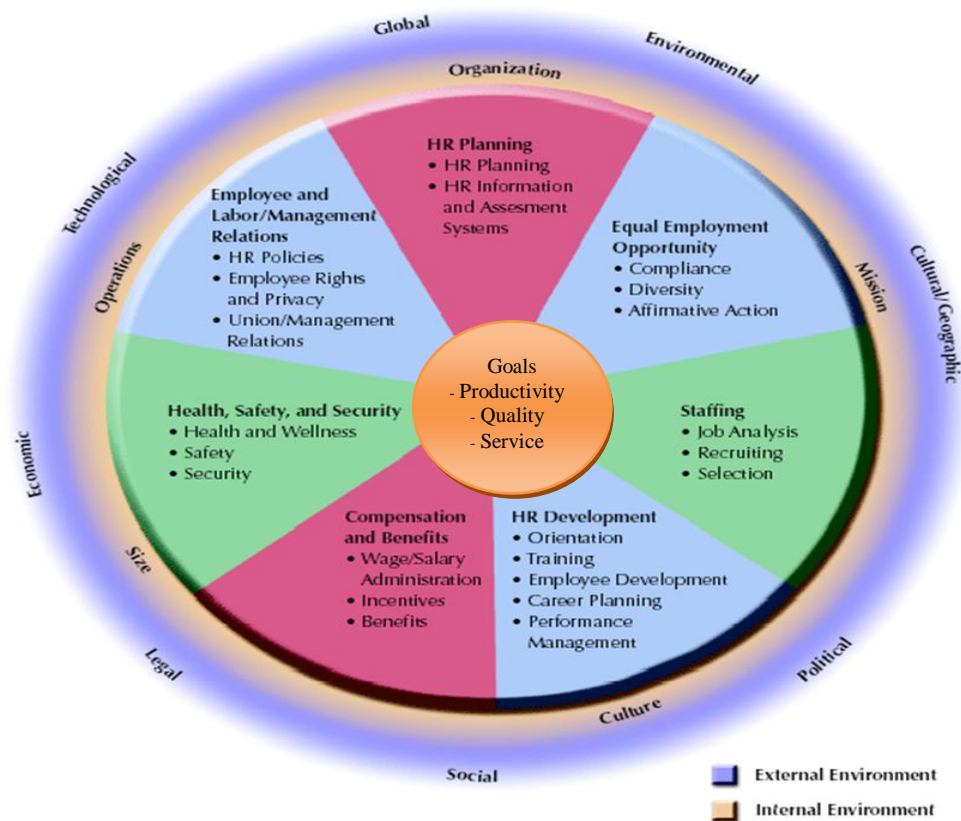 Global
Environmental
Organization
Technological
Operations
Mission
Cultural/Geographic
HR Planning
• HR Planning
• HR Information
and Assesment
Systems
Employee and
Labor/Management
Relations
• HR Policies
• Employee Rights
and Privacy
• Union/Management
Relations
Equal Employment
Opportunity
• Compliance
• Diversity
• Affirmative Action
Goals
- Productivity
- Quality
- Service
Health, Safety, and Security
• Health and Wellness
• Safety
• Security
Staffing
• Job Analysis
• Recruiting
• Selection
Compensation
and Benefits
• Wage/Salary
Administration
• Incentives
• Benefits
HR Development
• Orientation
• Training
• Employee Development
• Career Planning
• Performance
Management
Economic
Size
Legal
Culture
Political
Social
External Environment
Internal Environment